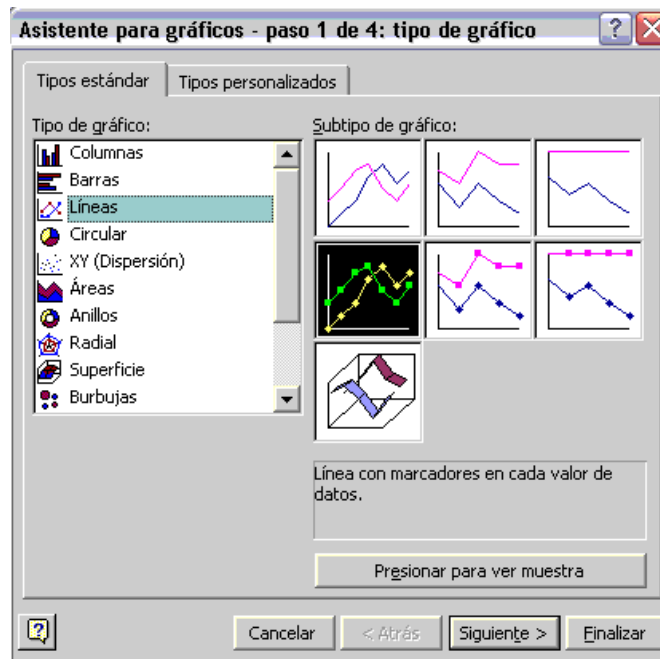 Asistente para gráficos - paso 1 de 4: tipo de gráfico
Tipos estándar
Tipos personalizados
Tipo de gráfico:
Columnas
Barras
Líneas
Circular
XY (Dispersión)
Áreas
Anillos
Radial
Superficie
Burbujas
Subtipo de gráfico:
Línea con marcadores en cada valor de
datos.
Presionar para ver muestra
Cancelar
< Atrás
Siguiente >
Finalizar